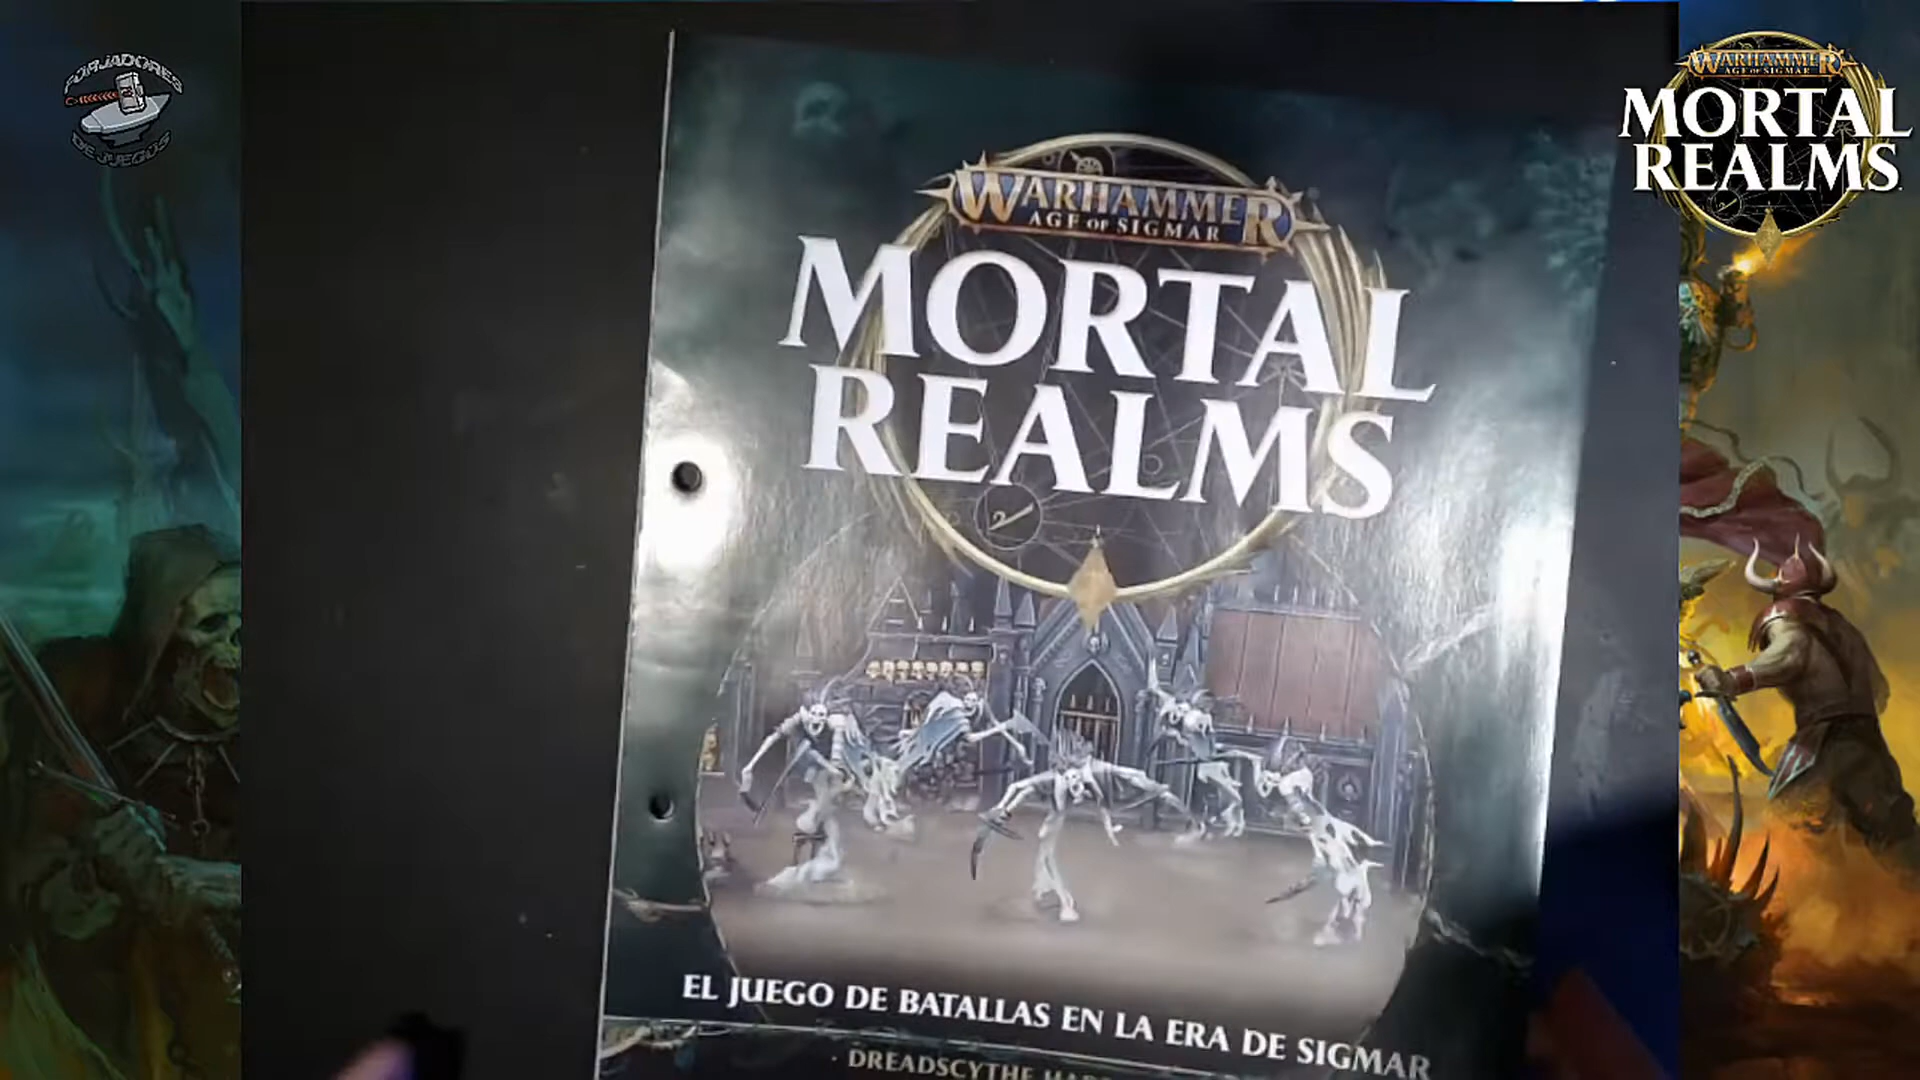 FORJADORES
DE JUEGOS
WARHAMMER
AGE OF SIGMAR
MORTAL
REALMS
WARHAMMER
AGE OF SIGMAR
MORTAL
REALMS
EL JUEGO DE BATALLAS EN LA ERA DE SIGMAR
· DREADSCYTHE